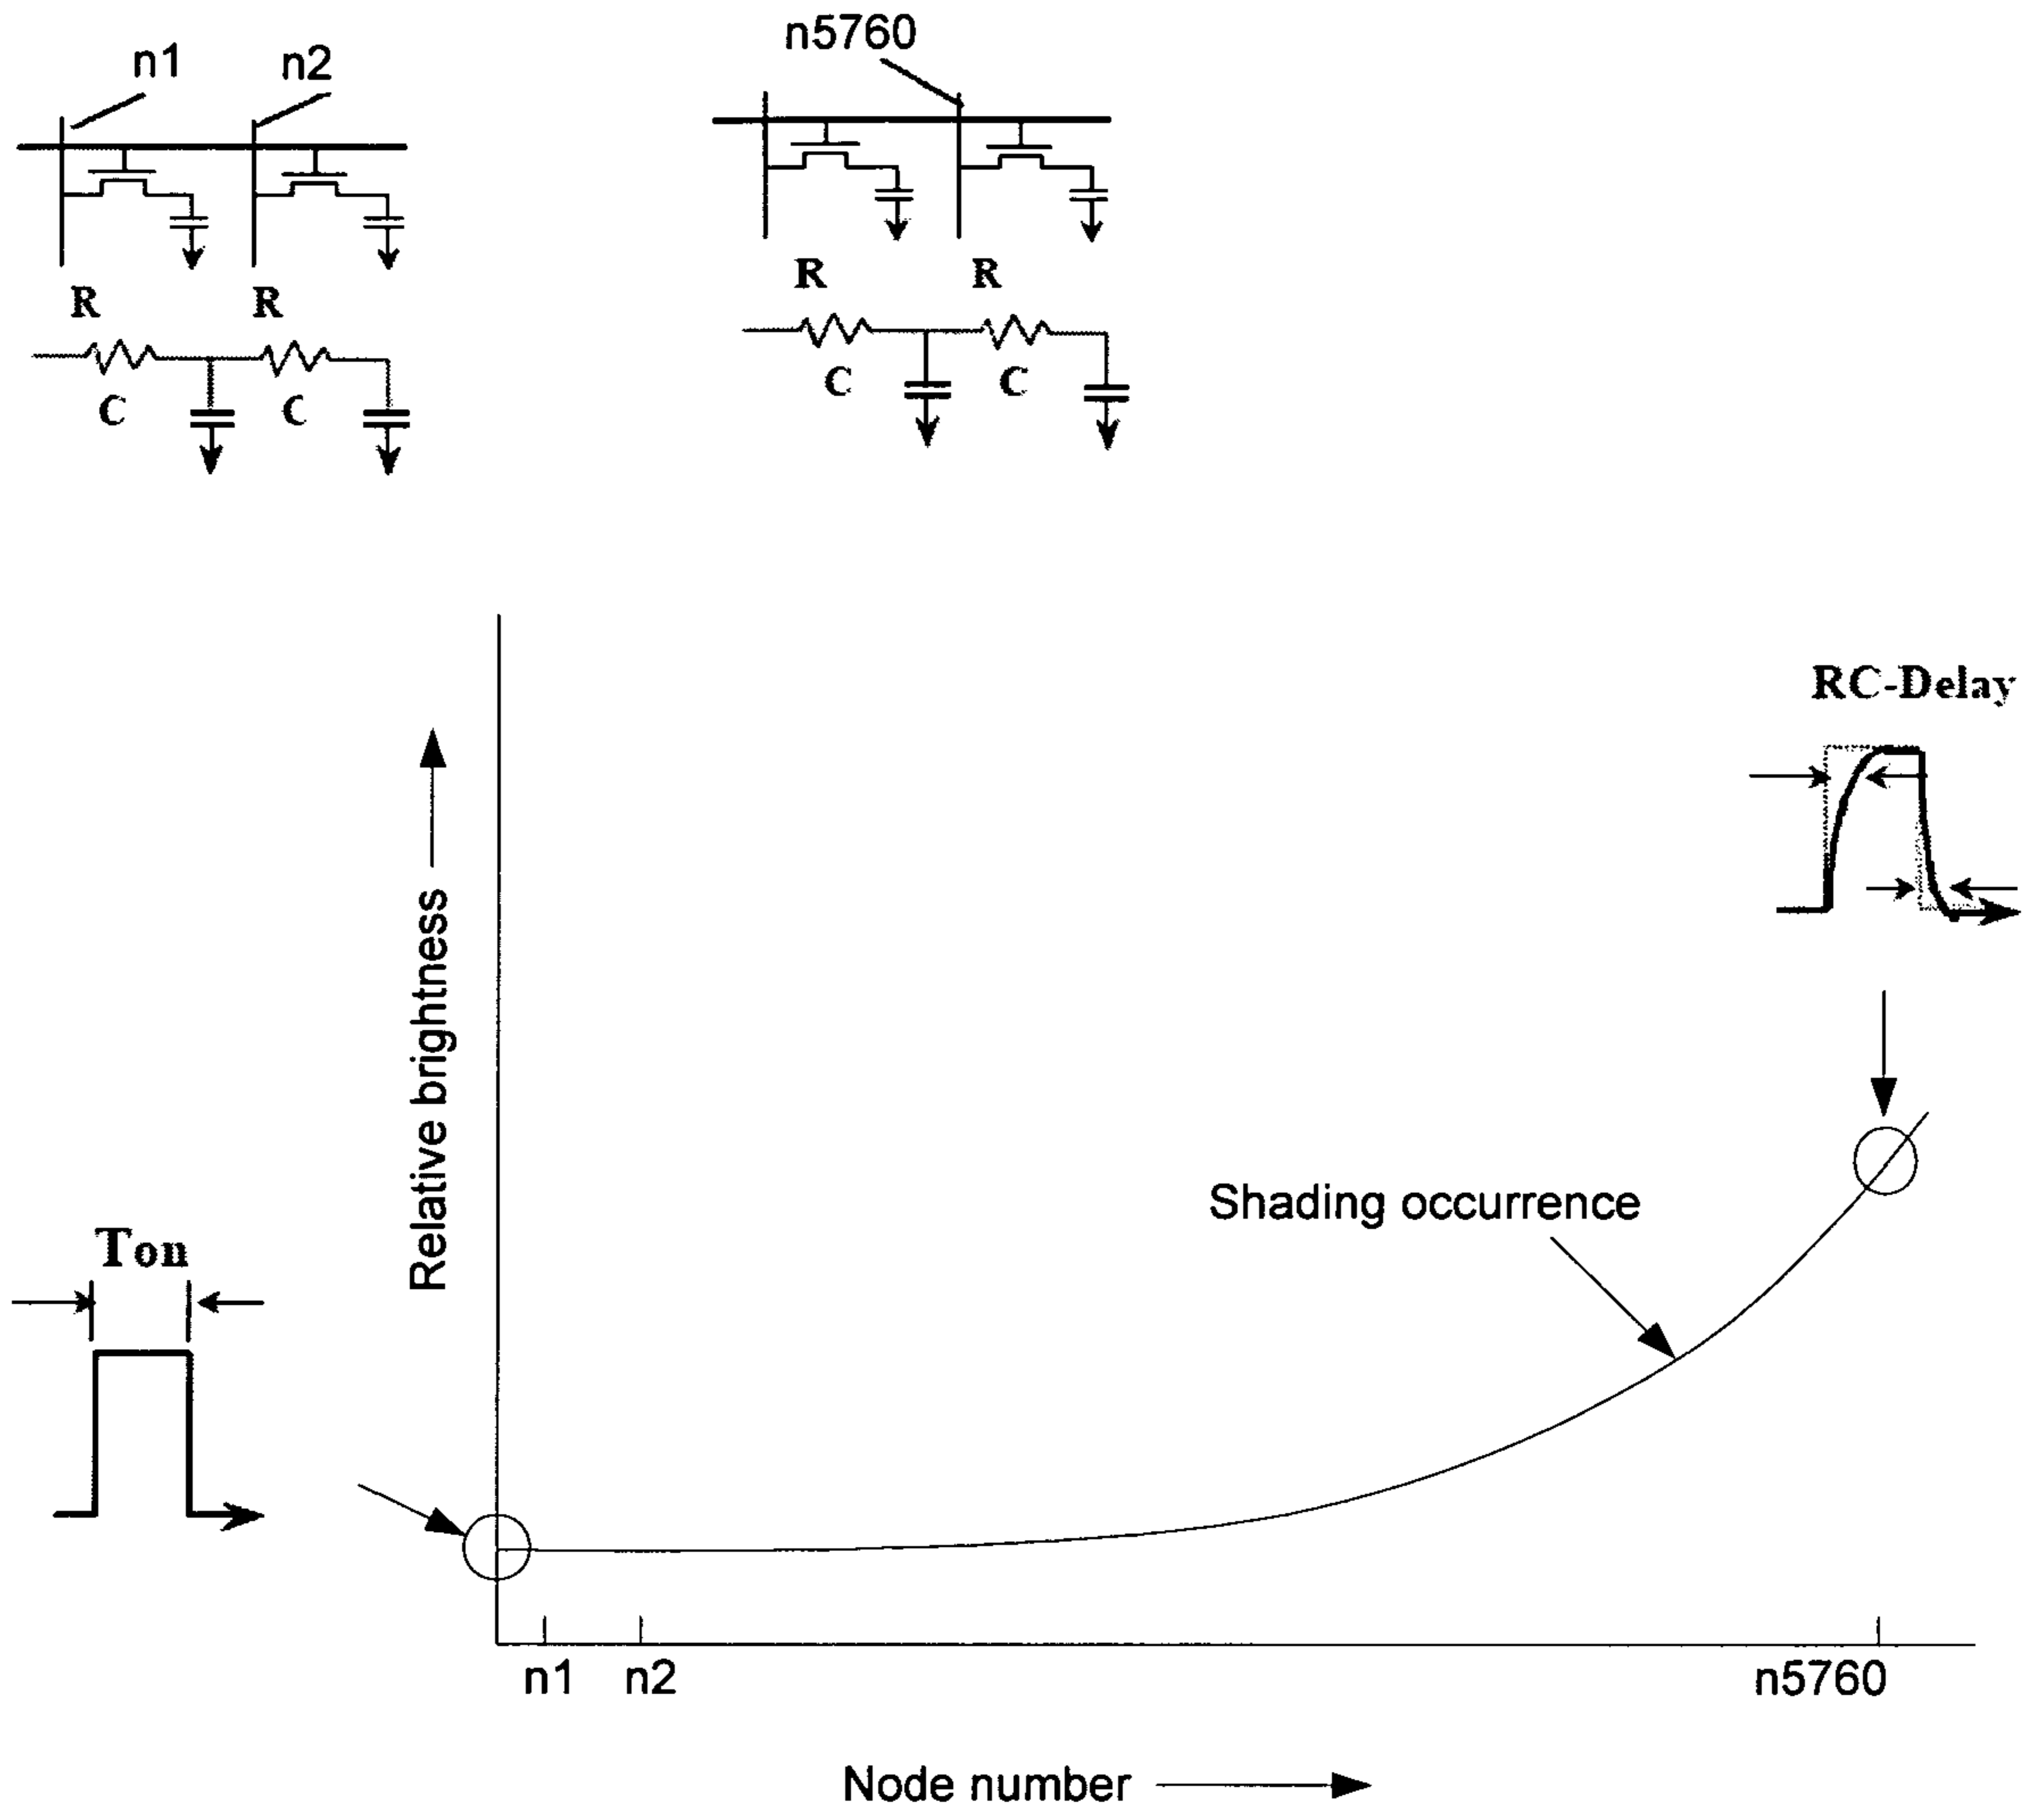 n1
n2
n5760
R
R
R
R
C
C
C
C
RC-Delay
Relative brightness
Shading occurrence
Ton
n1
n2
n5760
Node number